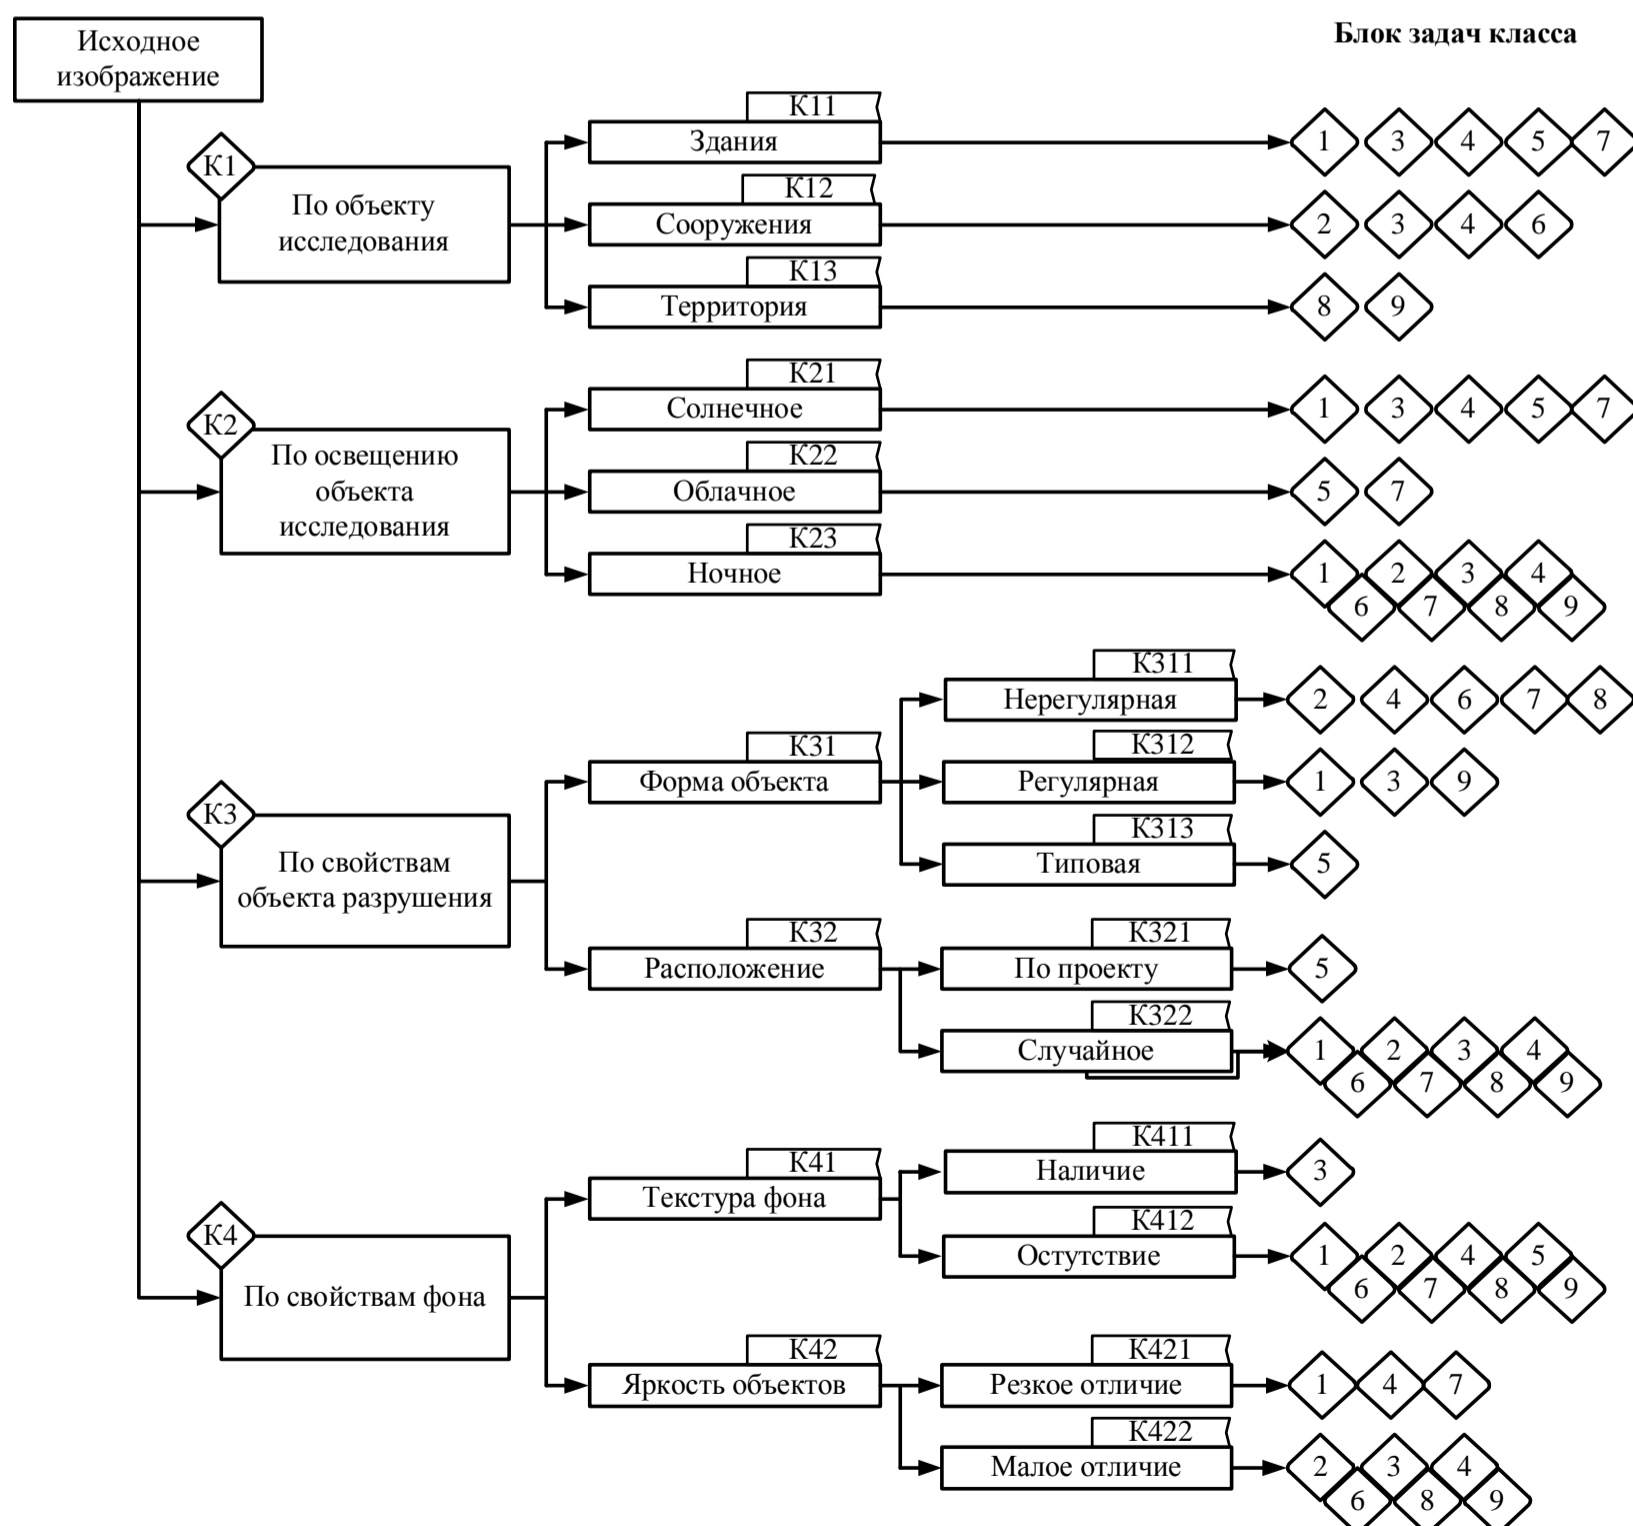 Исходное
изображение
Блок задач класса
К1
По объекту
исследования
К11
Здания
1 3 4 5 7
К12
Сооружения
2 3 4 6
К13
Территория
8 9
К2
По освещению
объекта
исследования
К21
Солнечное
1 3 4 5 7
К22
Облачное
5 7
К23
Ночное
1 2 3 4
6 7 8 9
К3
По свойствам
объекта разрушения
К31
Форма объекта
К311
Нерегулярная
2 4 6 7 8
К312
Регулярная
1 3 9
К313
Типовая
5
К32
Расположение
К321
По проекту
5
К322
Случайное
1 2 3 4
6 7 8 9
К4
По свойствам фона
К41
Текстура фона
К411
Наличие
3
К412
Остутствие
1 2 4 5
6 7 8 9
К42
Яркость объектов
К421
Резкое отличие
1 4 7
К422
Малое отличие
2 3 4
6 8 9